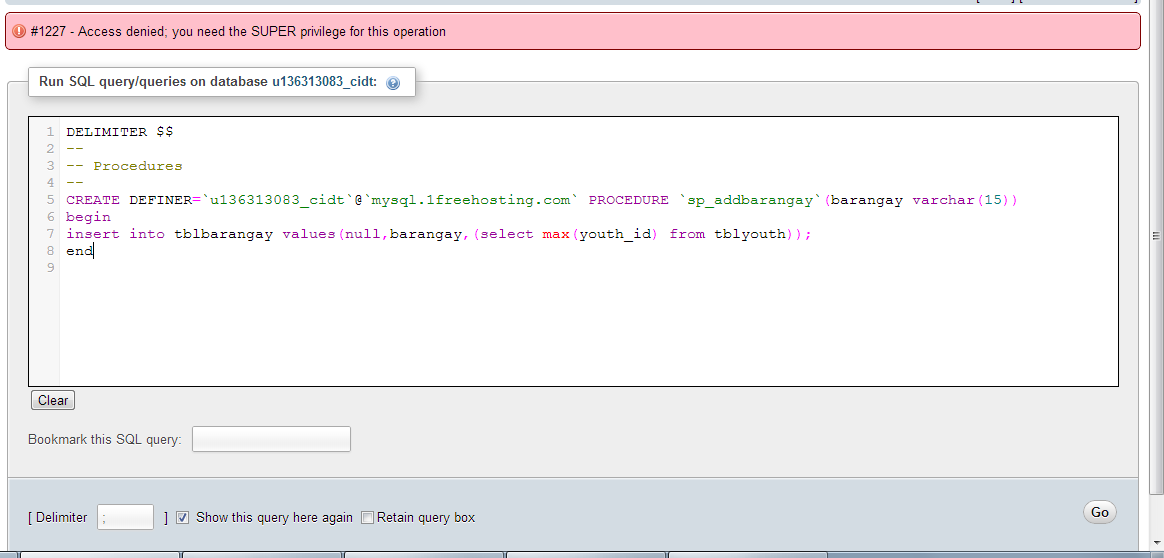 #1227 - Access denied; you need the SUPER privilege for this operation
Run SQL query/queries on database u136313083_cidt:
1 DELIMITER $$
2 --
3 -- Procedures
4 --
5 CREATE DEFINER=`u136313083_cidt`@`mysql.1freehosting.com` PROCEDURE `sp_addbarangay`(barangay varchar(15))
6 begin
7 insert into tblbarangay values(null,barangay,(select max(youth_id) from tblyouth));
8 end
9
Clear
Bookmark this SQL query:
[ Delimiter ; ] Show this query here again Retain query box
Go